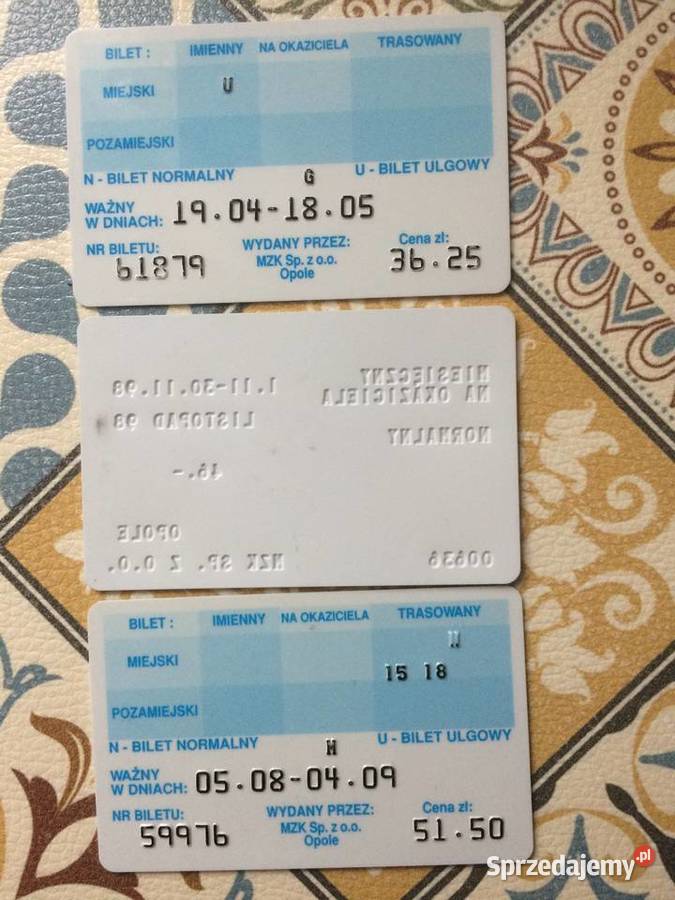 BILET : IMIENNY NA OKAZICIELA TRASOWANY
MIEJSKI U
POZAMIEJSKI
N - BILET NORMALNY G U - BILET ULGOWY
WAŻNY
W DNIACH: 19.04-18.05
NR BILETU: WYDANY PRZEZ: Cena zł:
61879 MZK Sp. z o.o. 36.25
Opole
MIESIĘCZNY 1.11-30.11.98
NA OKAZICIELA
LISTOPAD 98
NORMALNY
OPOLE
MZK SP. Z O.O.
BILET : IMIENNY NA OKAZICIELA TRASOWANY
MIEJSKI N
15 18
POZAMIEJSKI
N - BILET NORMALNY M U - BILET ULGOWY
WAŻNY
W DNIACH: 05.08-04.09
NR BILETU: WYDANY PRZEZ: Cena zł:
59976 MZK Sp. z o.o. 51.50
Opole
Sprzedajemy.pl